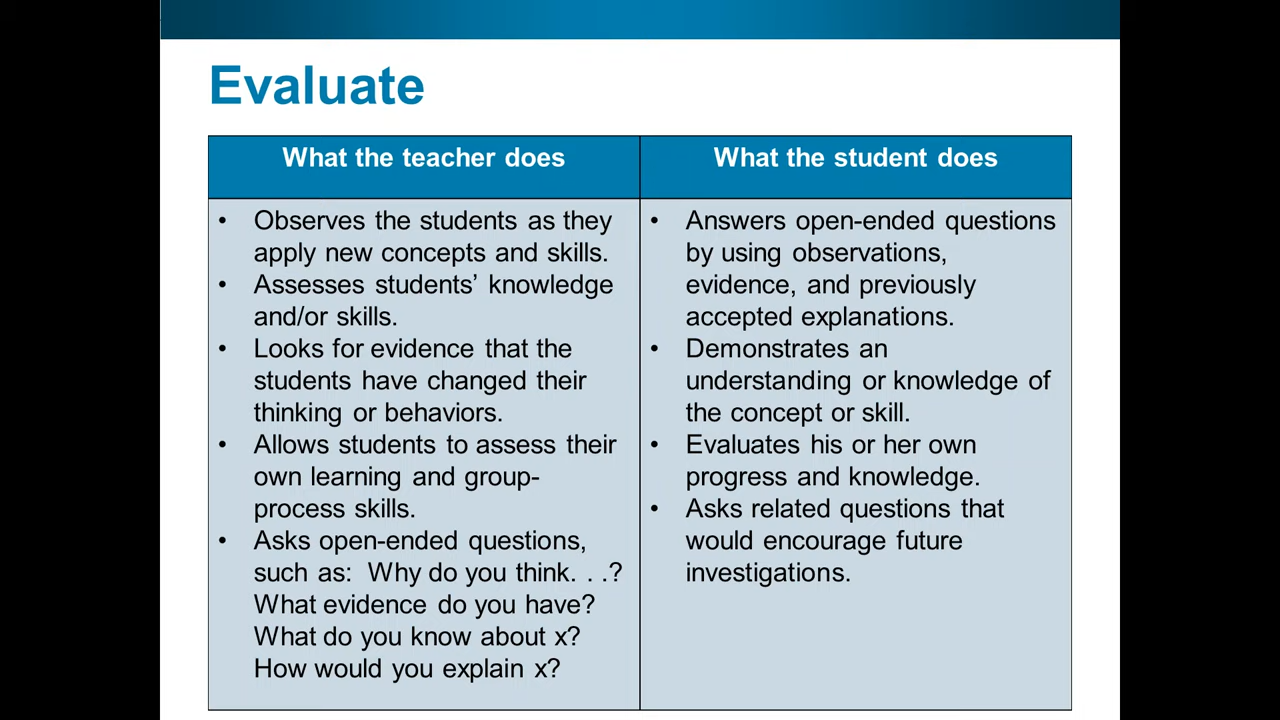 Evaluate
What the teacher does
What the student does
• Observes the students as they
apply new concepts and skills.
• Assesses students’ knowledge
and/or skills.
• Looks for evidence that the
students have changed their
thinking or behaviors.
• Allows students to assess their
own learning and group-
process skills.
• Asks open-ended questions,
such as:  Why do you think. . .?
What evidence do you have?
What do you know about x?
How would you explain x?
• Answers open-ended questions
by using observations,
evidence, and previously
accepted explanations.
• Demonstrates an
understanding or knowledge of
the concept or skill.
• Evaluates his or her own
progress and knowledge.
• Asks related questions that
would encourage future
investigations.